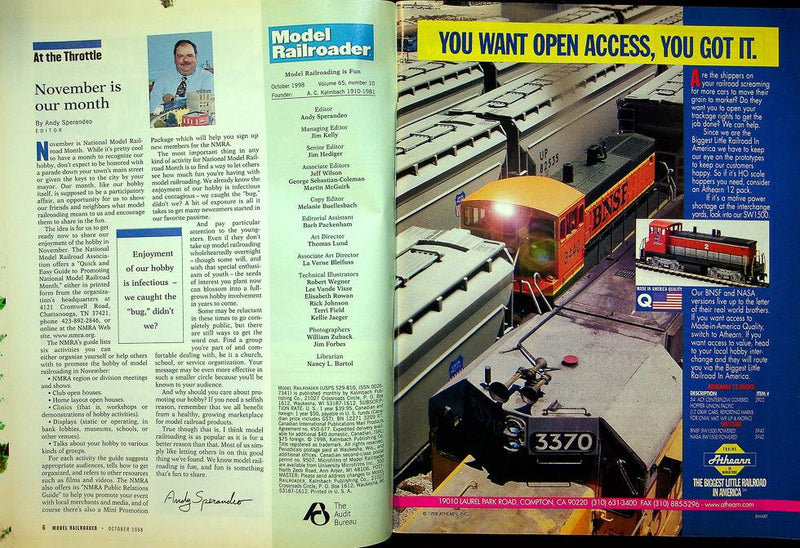 At the Throttle
November is
our month
By Andy Sperandeo
EDITOR
November is National Model Rail-
road Month. While it's pretty cool
to have a month to recognize our
hobby, don't expect to be honored with
a parade down your town's main street
or given the keys to the city by your
mayor. Our month, like our hobby
itself, is supposed to be a participatory
affair, an opportunity for us to show
our friends and neighbors what model
railroading means to us and encourage
them to share in the fun.
The idea is for us to get
ready now to share our
enjoyment of the hobby in
November. The National
Model Railroad Associa-
tion offers a "Quick and
Easy Guide to Promoting
National Model Railroad
Month," either in printed
form from the organiza-
tion's headquarters at
4121 Cromwell Road,
Chattanooga, TN 37421,
phone 423-892-2846, or
online at the NMRA Web
site, www.nmra.org.
The NMRA's guide lists
six activities you can
either organize yourself or help others
with to promote the hobby of model
railroading in November:
• NMRA region or division meetings
and shows.
• Club open houses.
• Home layout open houses.
• Clinics (that is, workshops or
demonstrations of hobby activities).
• Displays (static or operating, in
bank lobbies, museums, schools, or
other venues).
• Talks about your hobby to various
kinds of groups.
For each activity the guide suggests
appropriate audiences, tells how to get
organized, and refers to other resources
such as films and videos. The NMRA
also offers its "NMRA Public Relations
Guide" to help you promote your event
with local merchants and media, and of
course there's also a Mini Promotion
Package which will help you sign up
new members for the NMRA.
The most important thing in any
kind of activity for National Model Rail-
road Month is to find a way to let others
see how much fun you're having with
model railroading. We already know the
enjoyment of our hobby is infectious
and contagious – we caught the "bug,"
didn't we? A bit of exposure is all it
takes to get many newcomers started in
our favorite pastime.
And pay particular
attention to the young-
sters. Even if they don't
take up model railroading
wholeheartedly overnight
– though some will, and
with that special enthusi-
asm of youth – the seeds
of interest you plant now
can blossom into a full-
grown hobby involvement
in years to come.
Some may be reluctant
in these times to go com-
pletely public, but there
are still ways to get the
word out. Find a group
you're part of and com-
fortable dealing with, be it a church,
school, or service organization. Your
message may be even more effective in
such a smaller circle because you'll be
known to your audience.
And why should you care about pro-
moting our hobby? If you need a selfish
reason, remember that we all benefit
from a healthy, growing marketplace
for model railroad products.
True though that is, I think model
railroading is as popular as it is for a
better reason than that. Most of us sim-
ply like letting others in on this good
thing we've found. We know model rail-
roading is fun, and fun is something
that's fun to share.
Andy Sperandeo
Enjoyment
of our hobby
is infectious –
we caught the
"bug," didn't
we?
6 MODEL RAILROADER • OCTOBER 1998
Model
Railroader
Model Railroading is Fun
October 1998 Volume 65, number 10
Founder: A. C. Kalmbach 1910-1981
Editor
Andy Sperandeo
Managing Editor
Jim Kelly
Senior Editor
Jim Hediger
Associate Editors
Jeff Wilson
George Sebastian-Coleman
Martin McGuirk
Copy Editor
Melanie Buellesbach
Editorial Assistant
Barb Packenham
Art Director
Thomas Lund
Associate Art Director
La Verne Bleifuss
Technical Illustrators
Robert Wegner
Lee Vande Visse
Elisabeth Rowan
Rick Johnson
Terri Field
Kellie Jaeger
Photographers
William Zuback
Jim Forbes
Librarian
Nancy L. Bartol
The
Audit
Bureau
YOU WANT OPEN ACCESS, YOU GOT IT.
Are the shippers on
your railroad screaming
for more cars to move their
grain to market? Do they
want you to open your
trackage rights to get the
job done? We can help.
Since we are the
Biggest Little Railroad In
America we have to keep
our eye on the prototypes
to keep our customers
happy. So if it's HO scale
hoppers you need, consider
an Athearn 12 pack.
If it's a motive power
shortage at the interchange
yards, look into our SW1500.
UP
BNSF
2
MADE IN AMERICA QUALITY
Q
Our BNSF and NASA
versions live up to the letter
of their real world brothers.
If you want access to
Made-in-America Quality,
switch to Athearn. If you
want access to value, head
to your local hobby inter-
change and they will route
you via the Biggest Little
Railroad In America.
3370
DESCRIPTION ITEM #
Athearn
THE BIGGEST LITTLE RAILROAD
IN AMERICA
19010 LAUREL PARK ROAD, COMPTON, CA 90220 (310) 631-3400 FAX (310) 885-5296 www.athearn.com
© 1998 ATHEARN, INC.